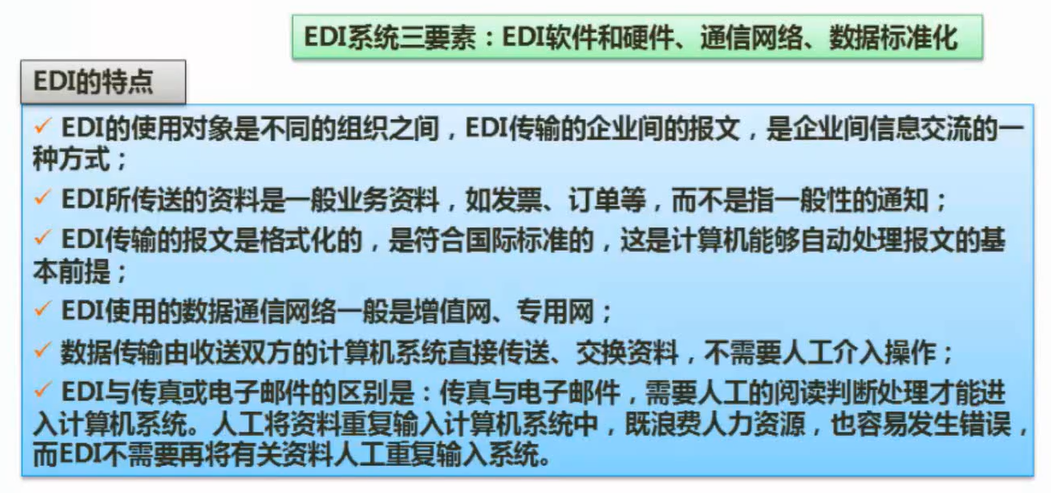 EDI系统三要素：EDI软件和硬件、通信网络、数据标准化
EDI的特点
✓ EDI的使用对象是不同的组织之间，EDI传输的企业间的报文，是企业间信息交流的一
种方式；
✓ EDI所传送的资料是一般业务资料，如发票、订单等，而不是指一般性的通知；
✓ EDI传输的报文是格式化的，是符合国际标准的，这是计算机能够自动处理报文的基
本前提；
✓ EDI使用的数据通信网络一般是增值网、专用网；
✓ 数据传输由收送双方的计算机系统直接传送、交换资料，不需要人工介入操作；
✓ EDI与传真或电子邮件的区别是：传真与电子邮件，需要人工的阅读判断处理才能进
入计算机系统。人工将资料重复输入计算机系统中，既浪费人力资源，也容易发生错误，
而EDI不需要再将有关资料人工重复输入系统。